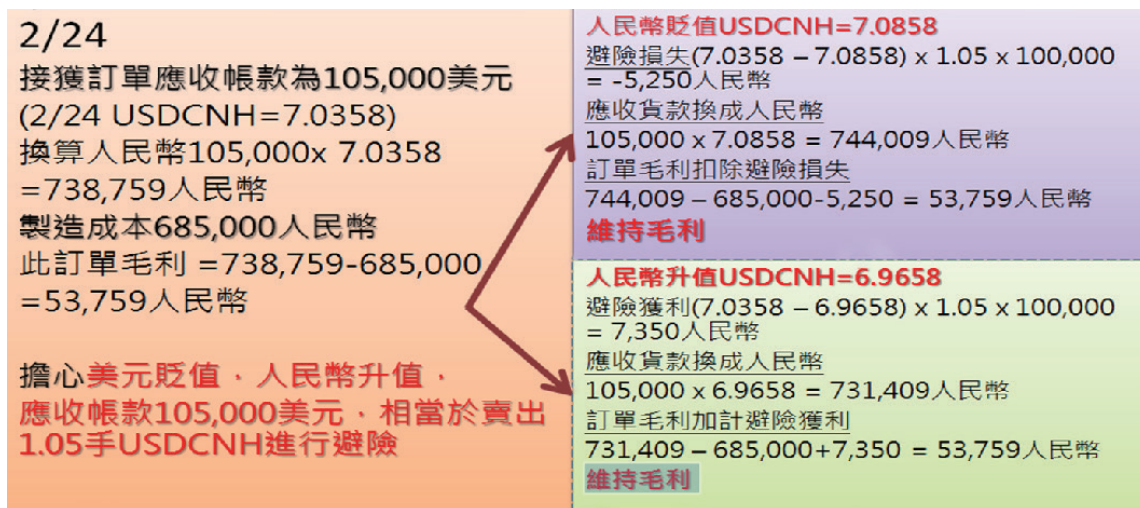 2/24
接獲訂單應收帳款為105,000美元
(2/24 USDCNH=7.0358)
換算人民幣105,000x 7.0358
=738,759人民幣
製造成本685,000人民幣
此訂單毛利 =738,759-685,000
=53,759人民幣
擔心美元貶值，人民幣升值，
應收帳款105,000美元，相當於賣出
1.05手USDCNH進行避險
人民幣貶值USDCNH=7.0858
避險損失(7.0358 – 7.0858) x 1.05 x 100,000
= -5,250人民幣
應收貨款換成人民幣
105,000 x 7.0858 = 744,009人民幣
訂單毛利扣除避險損失
744,009 – 685,000-5,250 = 53,759人民幣
維持毛利
人民幣升值USDCNH=6.9658
避險獲利(7.0358 – 6.9658) x 1.05 x 100,000
= 7,350人民幣
應收貨款換成人民幣
105,000 x 6.9658 = 731,409人民幣
訂單毛利加計避險獲利
731,409 – 685,000+7,350 = 53,759人民幣
維持毛利